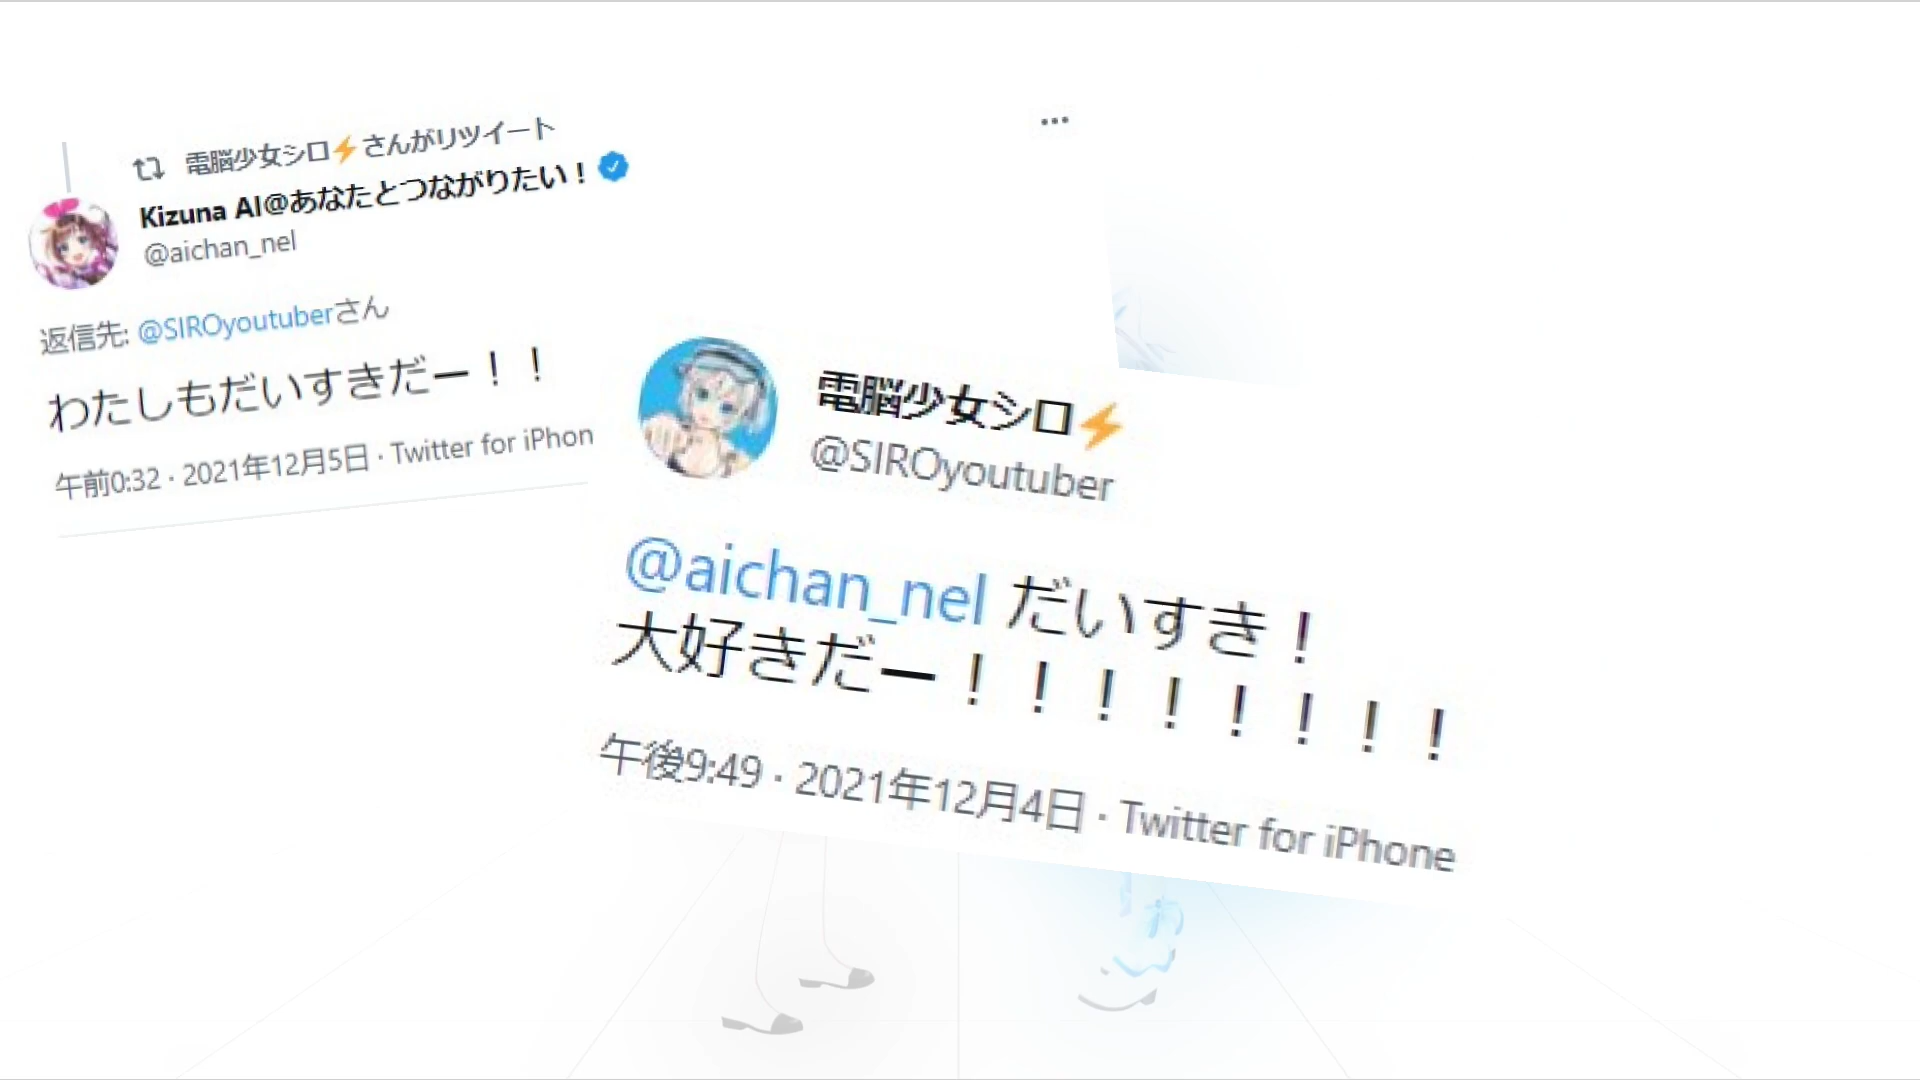 電脳少女シロ⚡さんがリツイート
Kizuna AI@あなたとつながりたい！
@aichan_nel
返信先: @SIROyoutuberさん
わたしもだいすきだー！！
午前0:32 · 2021年12月5日 · Twitter for iPhon
電脳少女シロ⚡
@SIROyoutuber
@aichan_nel だいすき！
大好きだー！！！！！！！！
午後9:49 · 2021年12月4日 · Twitter for iPhone